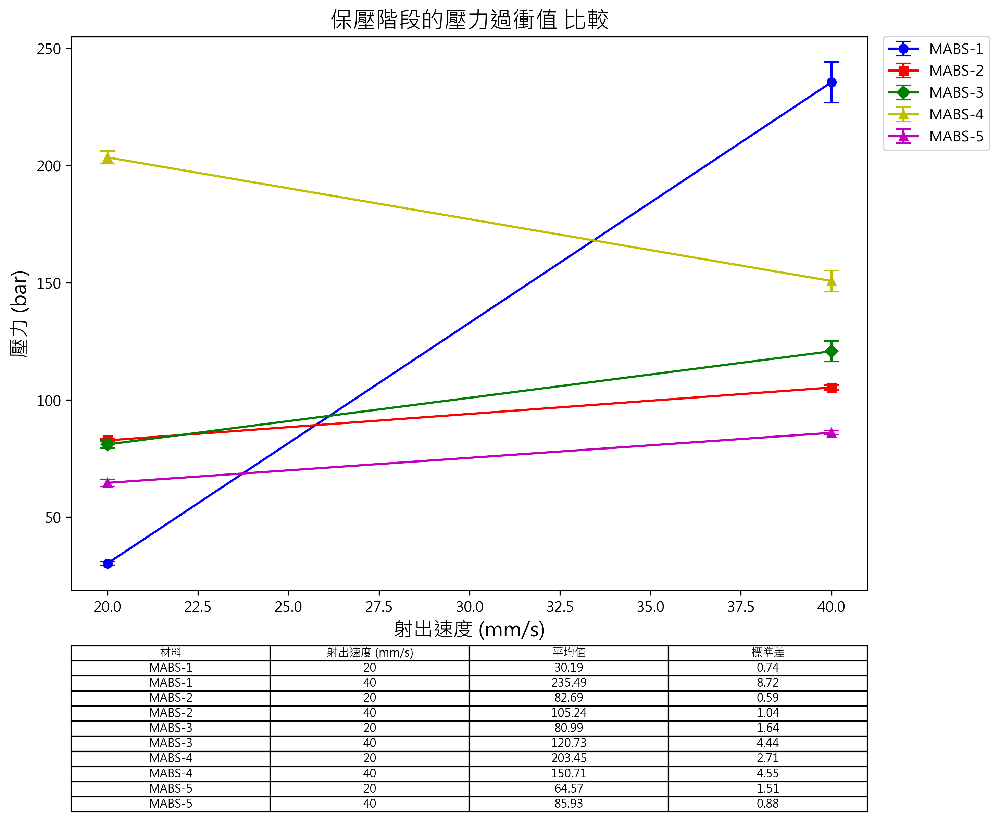 保壓階段的壓力過衝值 比較
250
200
150
100
50
壓力 (bar)
20.0 22.5 25.0 27.5 30.0 32.5 35.0 37.5 40.0
射出速度 (mm/s)
MABS-1
MABS-2
MABS-3
MABS-4
MABS-5
材料 射出速度 (mm/s) 平均值 標準差
MABS-1 20 30.19 0.74
MABS-1 40 235.49 8.72
MABS-2 20 82.69 0.59
MABS-2 40 105.24 1.04
MABS-3 20 80.99 1.64
MABS-3 40 120.73 4.44
MABS-4 20 203.45 2.71
MABS-4 40 150.71 4.55
MABS-5 20 64.57 1.51
MABS-5 40 85.93 0.88